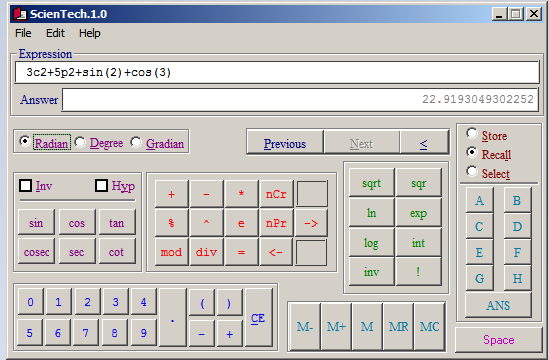 ScienTech.1.0
File Edit Help
Expression
3c2+5p2+sin(2)+cos(3)
Answer 22.9193049302252
Radian Degree Gradian
Previous Next <
Store
Recall
Select
Inv Hyp
sin cos tan
cosec sec cot
+ - * nCr
% ^ e nPr ->
mod div = <-
sqrt sqr
ln exp
log int
inv !
A B
C D
E F
G H
ANS
0 1 2 3 4 . ( ) CE
5 6 7 8 9 - +
M- M+ M MR MC
Space